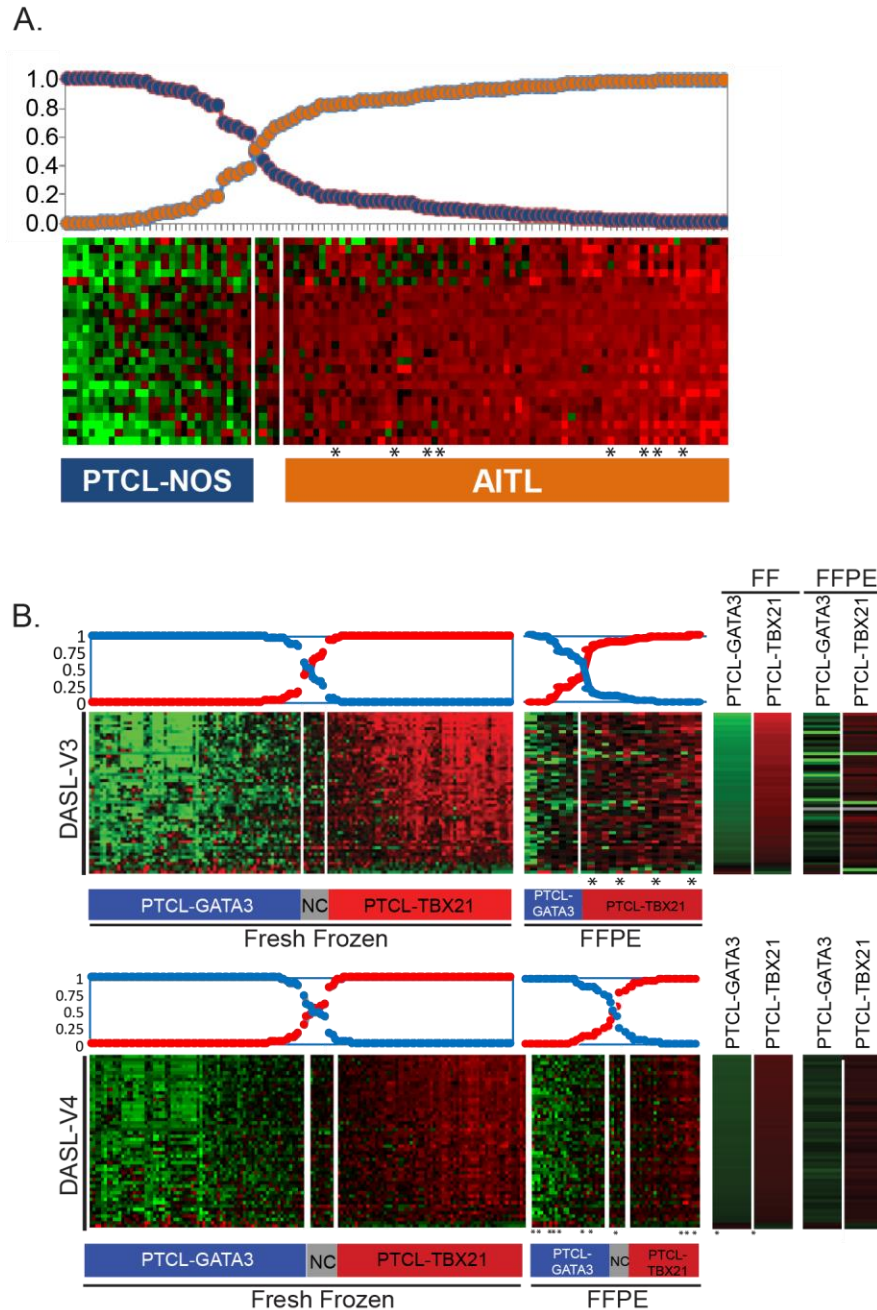 A.
1.0
0.8
0.6
0.4
0.2
0.0
* * ** * ** *
PTCL-NOS AITL
B.
FF FFPE
PTCL-GATA3 PTCL-TBX21 PTCL-GATA3 PTCL-TBX21
1
0.75
0.5
0.25
0
DASL-V3
* * * *
PTCL-GATA3 NC PTCL-TBX21 PTCL-
GATA3 PTCL-TBX21
Fresh Frozen FFPE
PTCL-GATA3 PTCL-TBX21 PTCL-GATA3 PTCL-TBX21
1
0.75
0.5
0.25
0
DASL-V4
** *** ** * *** * *
PTCL-GATA3 NC PTCL-TBX21 PTCL-
GATA3 NC PTCL-
TBX21
Fresh Frozen FFPE